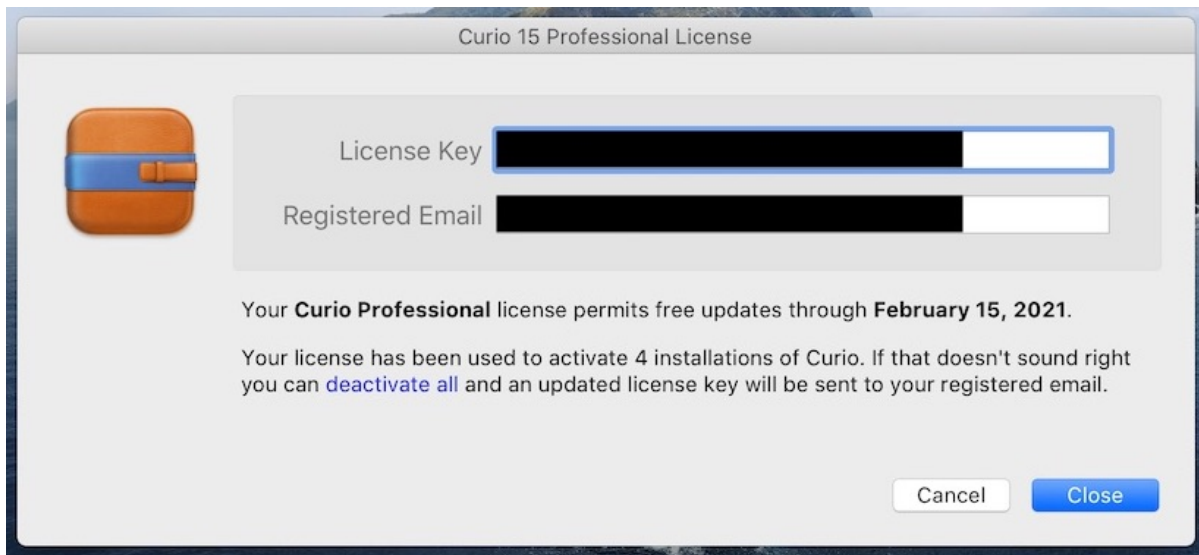 Curio 15 Professional License
License Key
Registered Email
Your Curio Professional license permits free updates through February 15, 2021.
Your license has been used to activate 4 installations of Curio. If that doesn't sound right
you can deactivate all and an updated license key will be sent to your registered email.
Cancel
Close